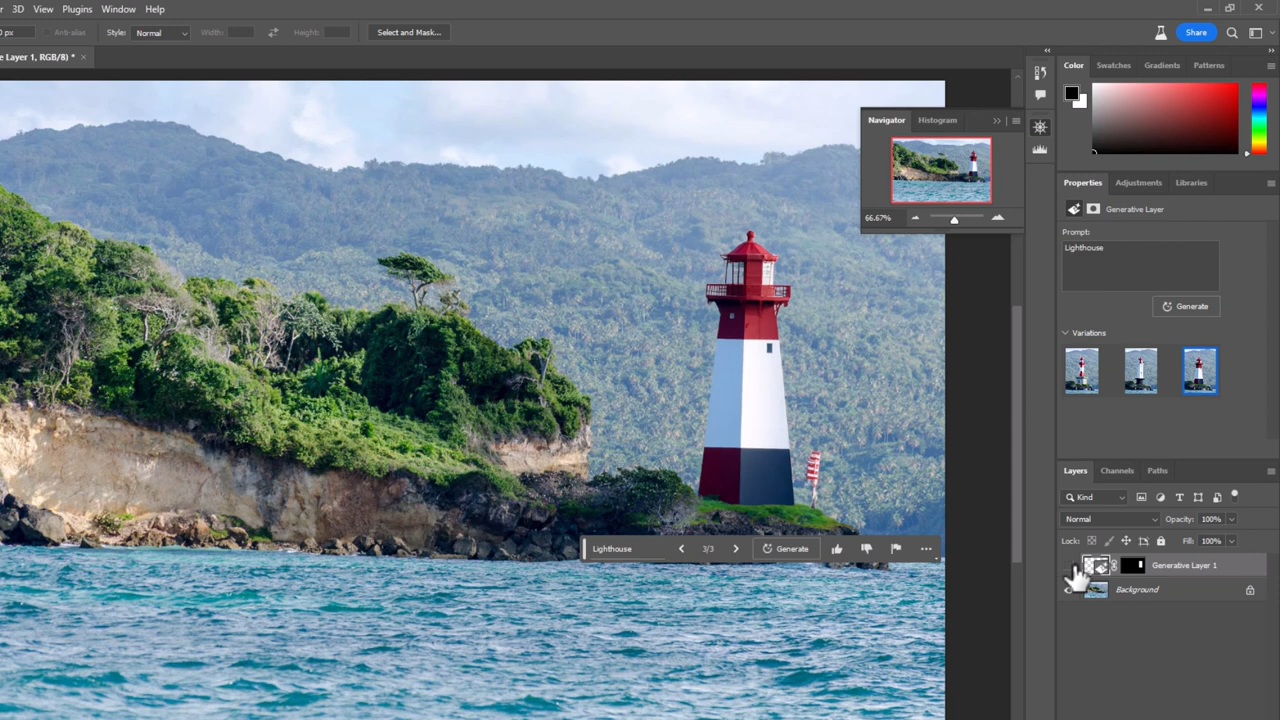 r 3D View Plugins Window Help
0 px Anti-alias Style: Normal Width: Height: Select and Mask... Share
e Layer 1, RGB/8) *
Color Swatches Gradients Patterns
Navigator Histogram
66.67%
Properties Adjustments Libraries
Generative Layer
Prompt:
Lighthouse
Generate
Variations
Layers Channels Paths
Kind
Normal Opacity: 100%
Lock: Fill: 100%
Lighthouse 3/3 Generate
Generative Layer 1
Background